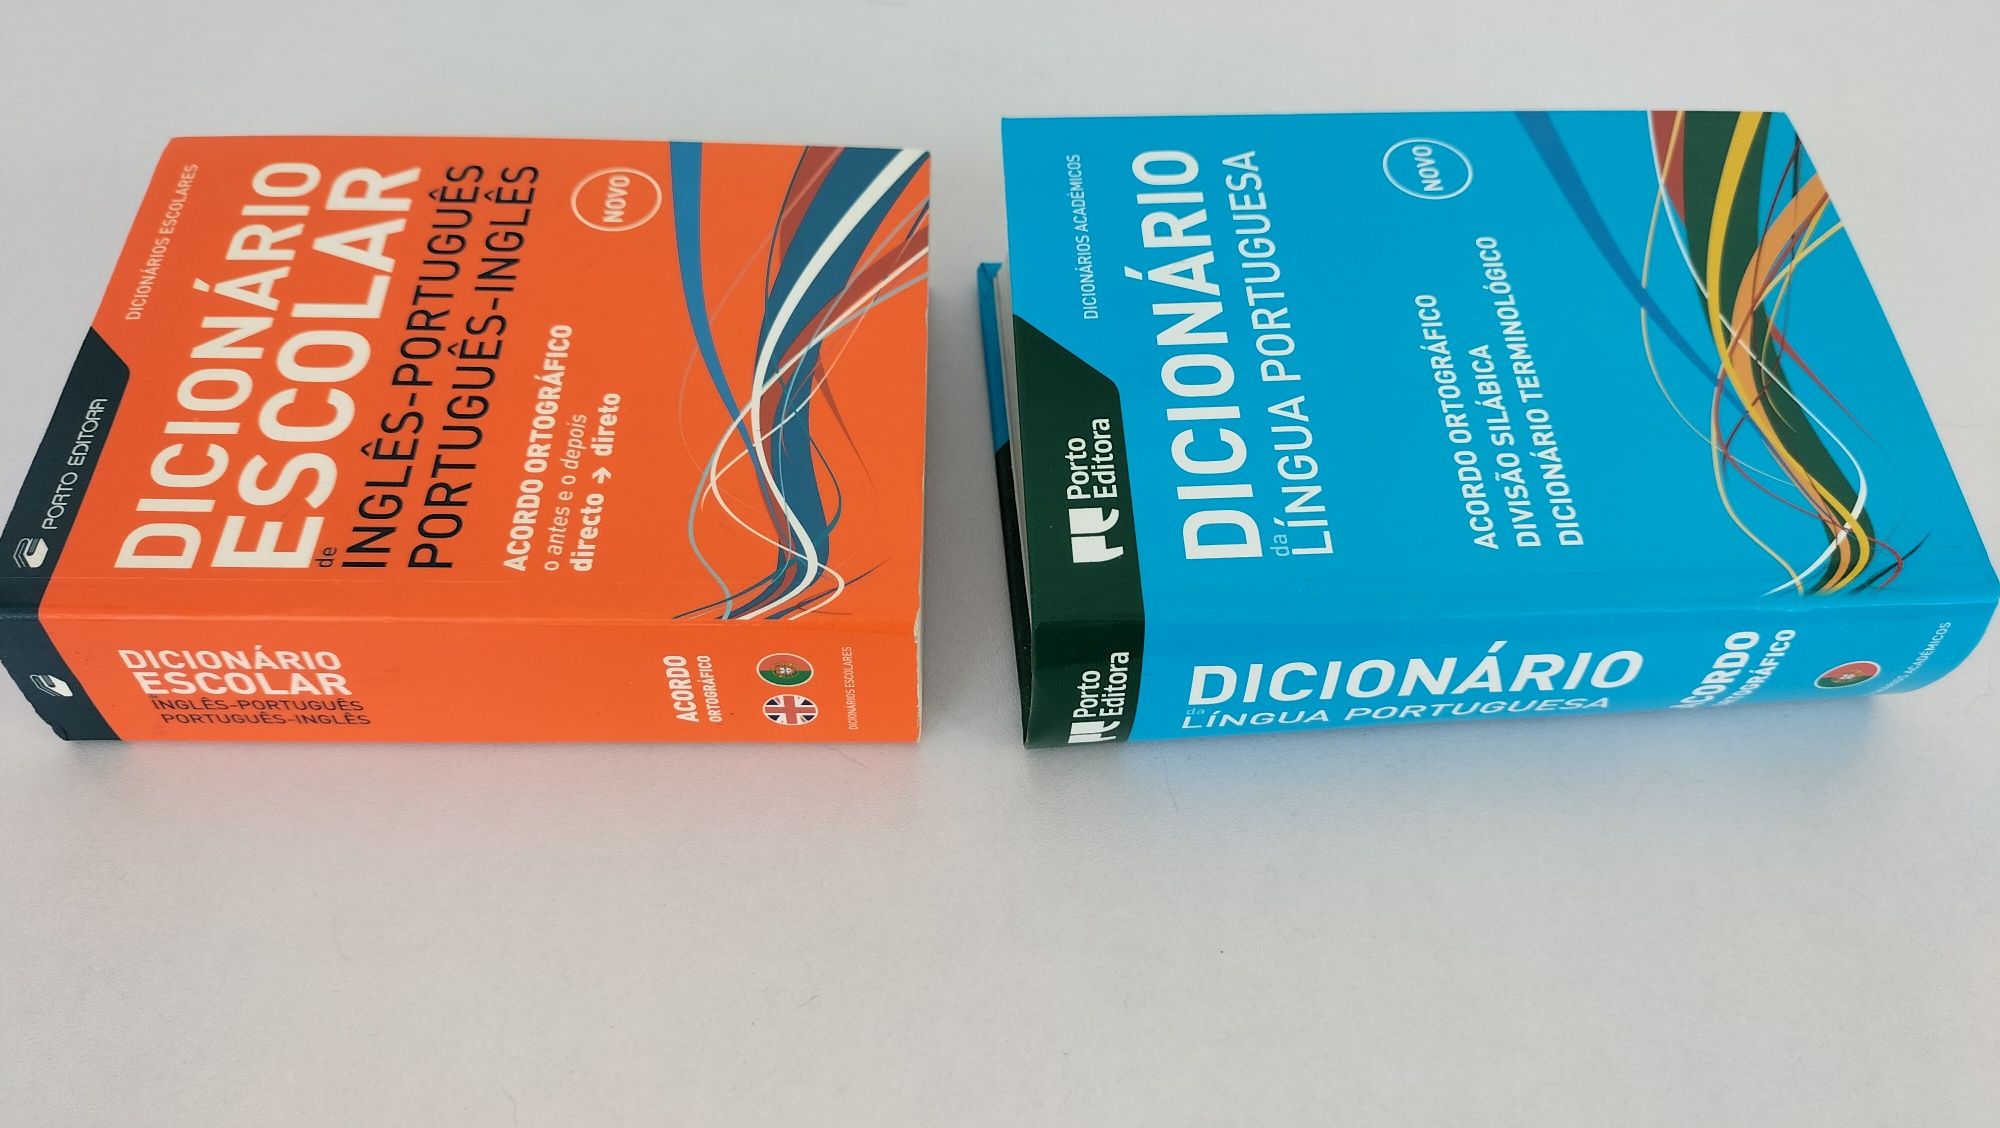 DICIONÁRIOS ESCOLARES
DICIONÁRIO
ESCOLAR
de
INGLÊS-PORTUGUÊS
PORTUGUÊS-INGLÊS
NOVO
ACORDO ORTOGRÁFICO
o antes e o depois
directo → direto
PORTO EDITORA
DICIONÁRIO
ESCOLAR
INGLÊS-PORTUGUÊS
PORTUGUÊS-INGLÊS
ACORDO
ORTOGRÁFICO
DICIONÁRIOS ESCOLARES
DICIONÁRIOS ACADÉMICOS
DICIONÁRIO
da
LÍNGUA PORTUGUESA
NOVO
ACORDO ORTOGRÁFICO
DIVISÃO SILÁBICA
DICIONÁRIO TERMINOLÓGICO
Porto
Editora
Porto
Editora
DICIONÁRIO
da
LÍNGUA PORTUGUESA
ACORDO
ACADÉMICOS